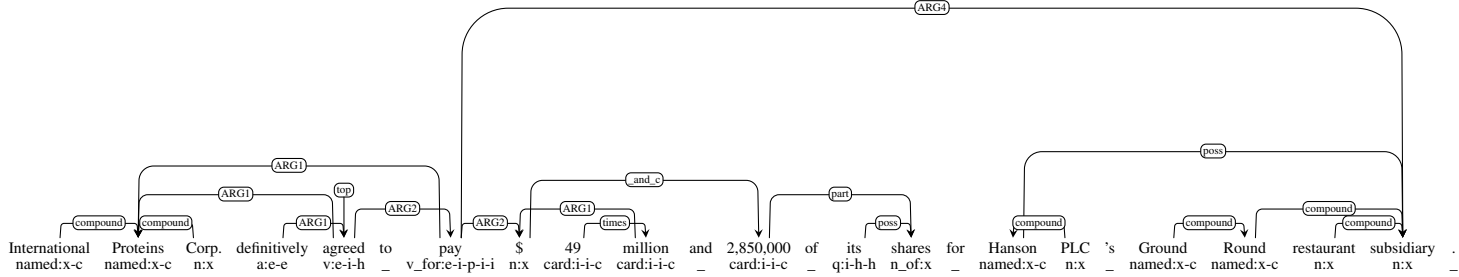 ARG4
poss
ARG1
_and_c
ARG1 top part
ARG2 compound
compound compound ARG1 ARG2 ARG1 times poss compound compound compound
International Proteins Corp. definitively agreed to pay $ 49 million and 2,850,000 of its shares for Hanson PLC 's Ground Round restaurant subsidiary .
named:x-c named:x-c n:x a:e-e v:e-i-h _ v_for:e-i-p-i-i n:x card:i-i-c card:i-i-c _ card:i-i-c _ q:i-h-h n_of:x _ named:x-c n:x _ named:x-c named:x-c n:x n:x _